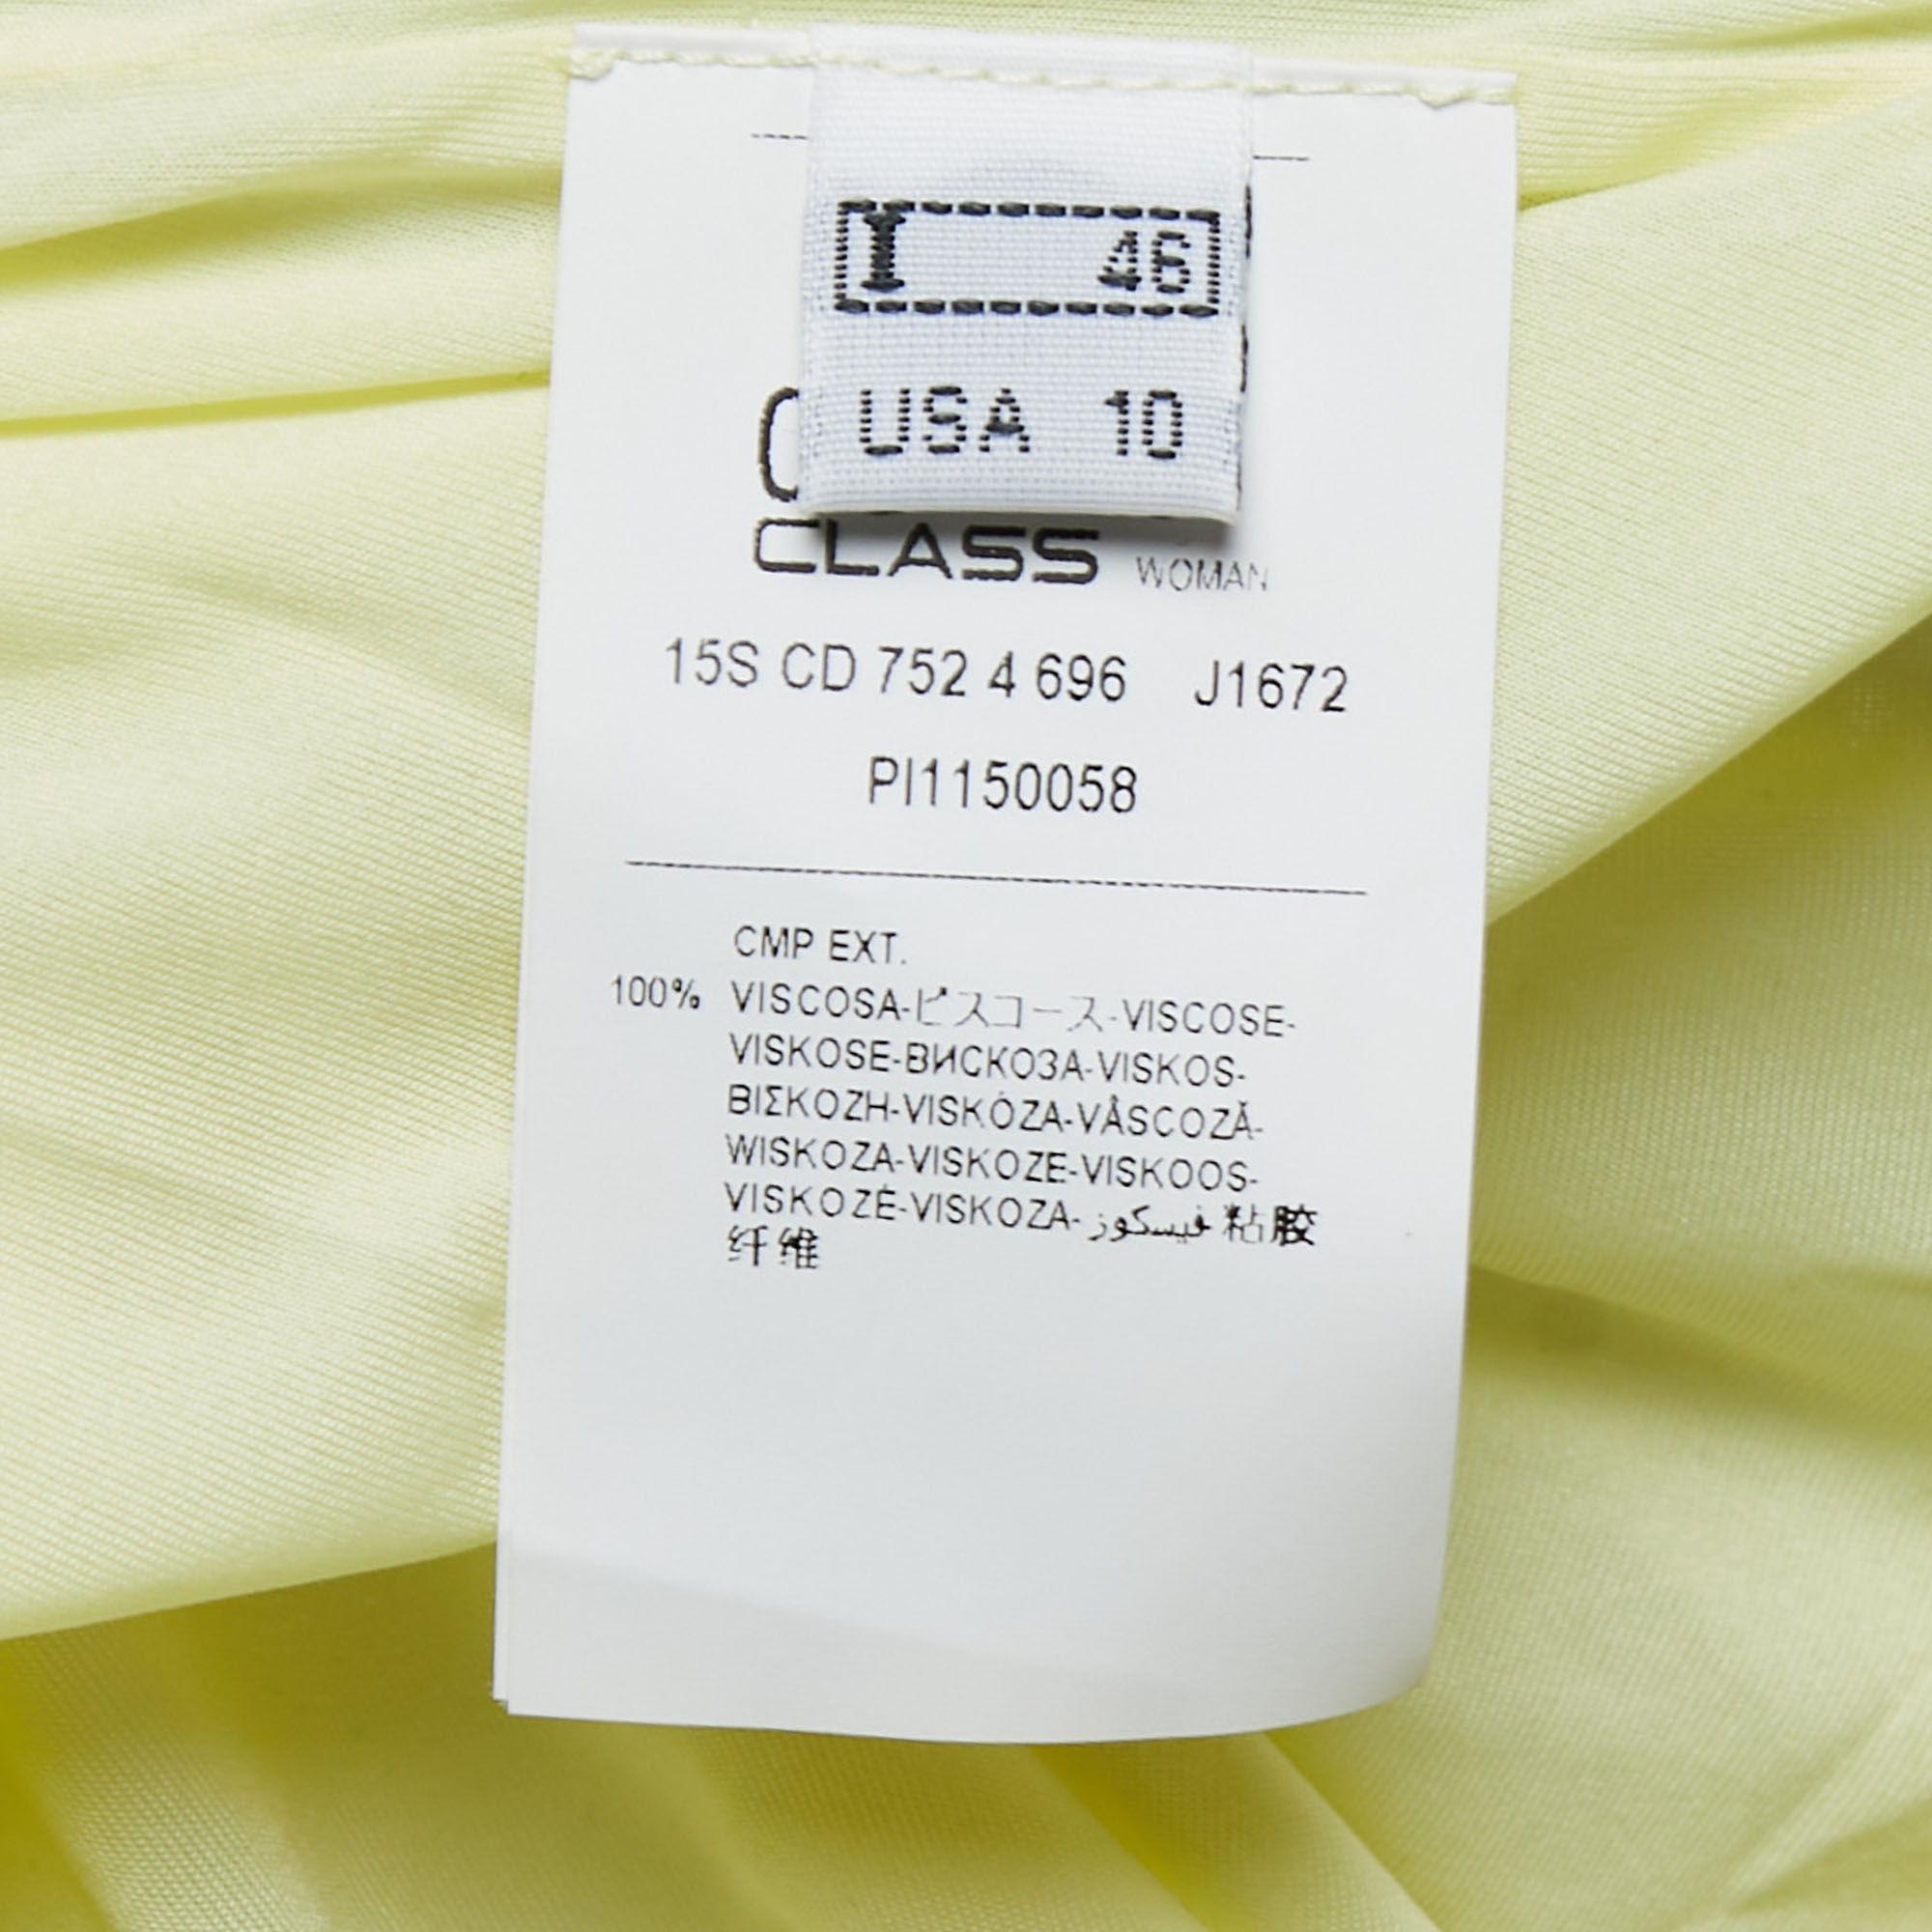 I 46
USA 10
CLASS WOMAN
15S CD 752 4 696 J1672
PI1150058
CMP EXT.
100% VISCOSA-ビスコース-VISCOSE-
VISKOSE-ВИСКОЗА-VISKOS-
ΒΙΣΚΟΖΗ-VISKÓZA-VÂSCOZĂ-
WISKOZA-VISKOZE-VISKOOS-
VISKOZĖ-VISKOZA-فيسكوز 粘胶
纤维